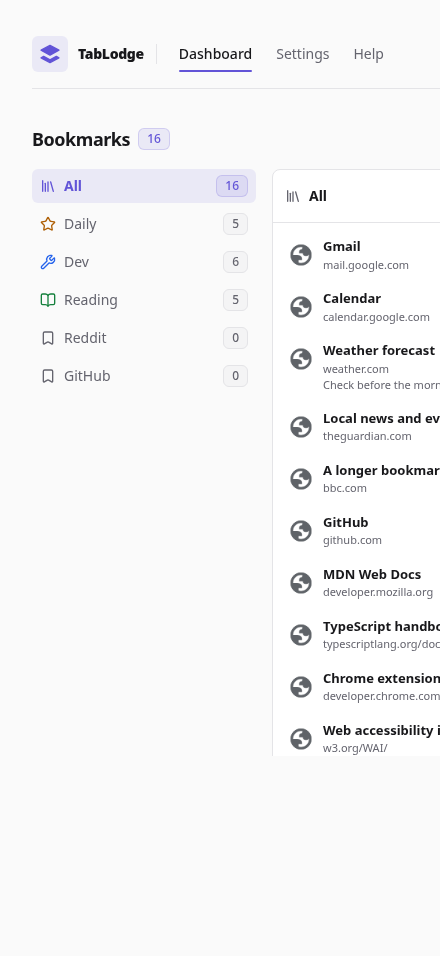 TabLodge
Dashboard
Settings
Help
Bookmarks 16
All 16
Daily 5
Dev 6
Reading 5
Reddit 0
GitHub 0
All
Gmail
mail.google.com
Calendar
calendar.google.com
Weather forecast
weather.com
Check before the morn
Local news and ev
theguardian.com
A longer bookmar
bbc.com
GitHub
github.com
MDN Web Docs
developer.mozilla.org
TypeScript handbo
typescriptlang.org/doc
Chrome extension
developer.chrome.com
Web accessibility i
w3.org/WAI/